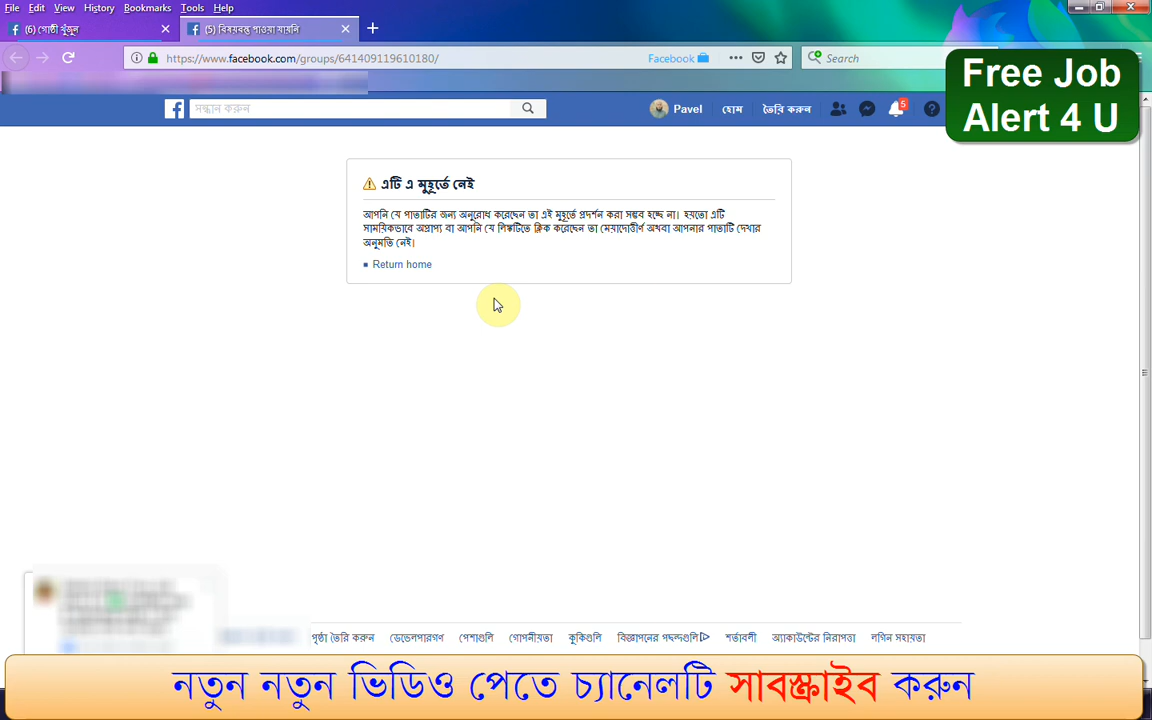 File Edit View History Bookmarks Tools Help
(6) গোষ্ঠী খুঁজুন
(5) বিষয়বস্তু পাওয়া যায়নি
https://www.facebook.com/groups/641409119610180/
Facebook
Search
Free Job
Alert 4 U
সন্ধান করুন
Pavel হোম তৈরি করুন 5
এটি এ মুহূর্তে নেই
আপনি যে পাতাটির জন্য অনুরোধ করেছেন তা এই মুহূর্তে প্রদর্শন করা সম্ভব হচ্ছে না। হয়তো এটি
সাময়িকভাবে অপ্রাপ্য বা আপনি যে লিঙ্কটিতে ক্লিক করেছেন তা মেয়াদোত্তীর্ণ অথবা আপনার পাতাটি দেখার
অনুমতি নেই।
Return home
পৃষ্ঠা তৈরি করুন ডেভেলপারগণ পেশাগুলি গোপনীয়তা কুকিগুলি বিজ্ঞাপনের পছন্দগুলি শর্তাবলী অ্যাকাউন্টের নিরাপত্তা লগিন সহায়তা
নতুন নতুন ভিডিও পেতে চ্যানেলটি সাবস্ক্রাইব করুন